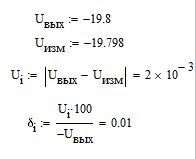 Uвых := −19.8
Uизм := −19.798
Ui := |Uвых − Uизм| = 2 × 10⁻³
δi := Ui·100 / −Uвых = 0.01